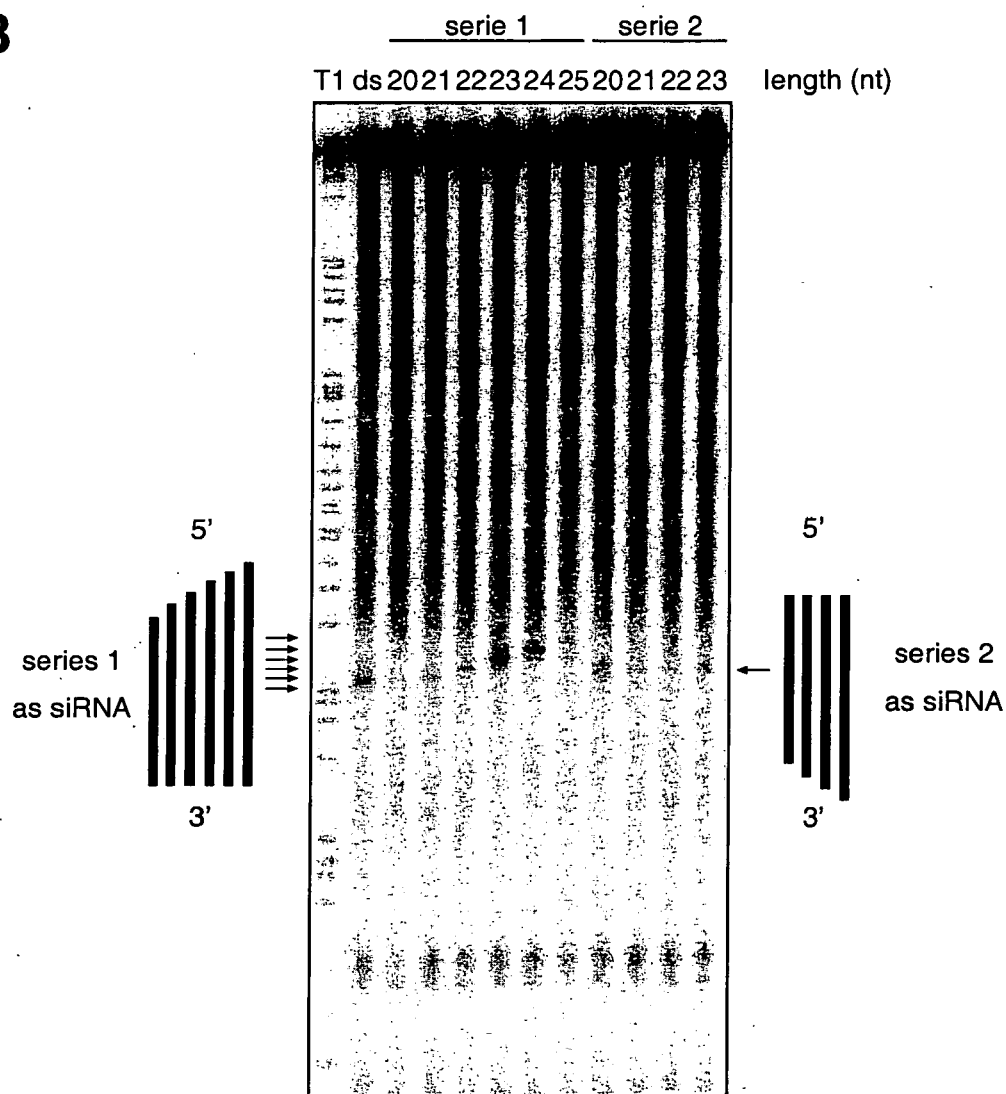 B
serie 1 serie 2
T1 ds 20 21 22 23 24 25 20 21 22 23 length (nt)
5'
5'
series 1
as siRNA
series 2
as siRNA
3'
3'